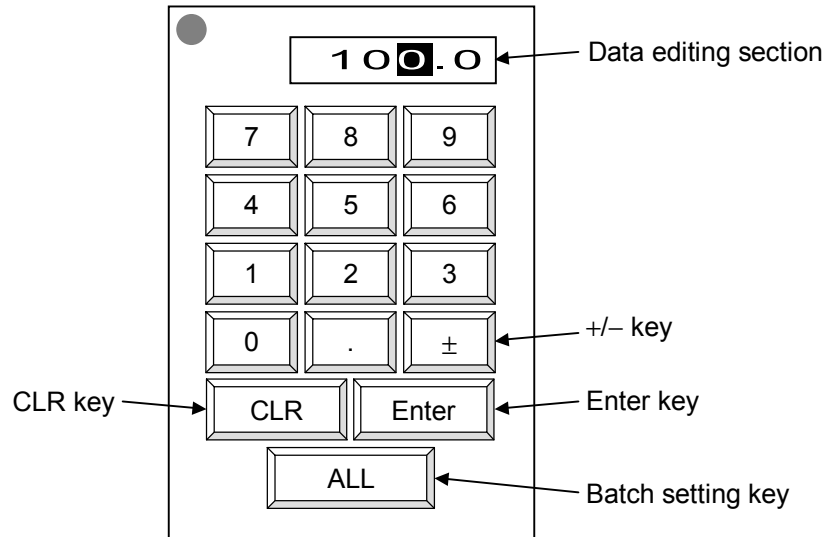 100.0
Data editing section
7 8 9
4 5 6
1 2 3
0 . ±
+/− key
CLR key
CLR Enter
Enter key
ALL
Batch setting key